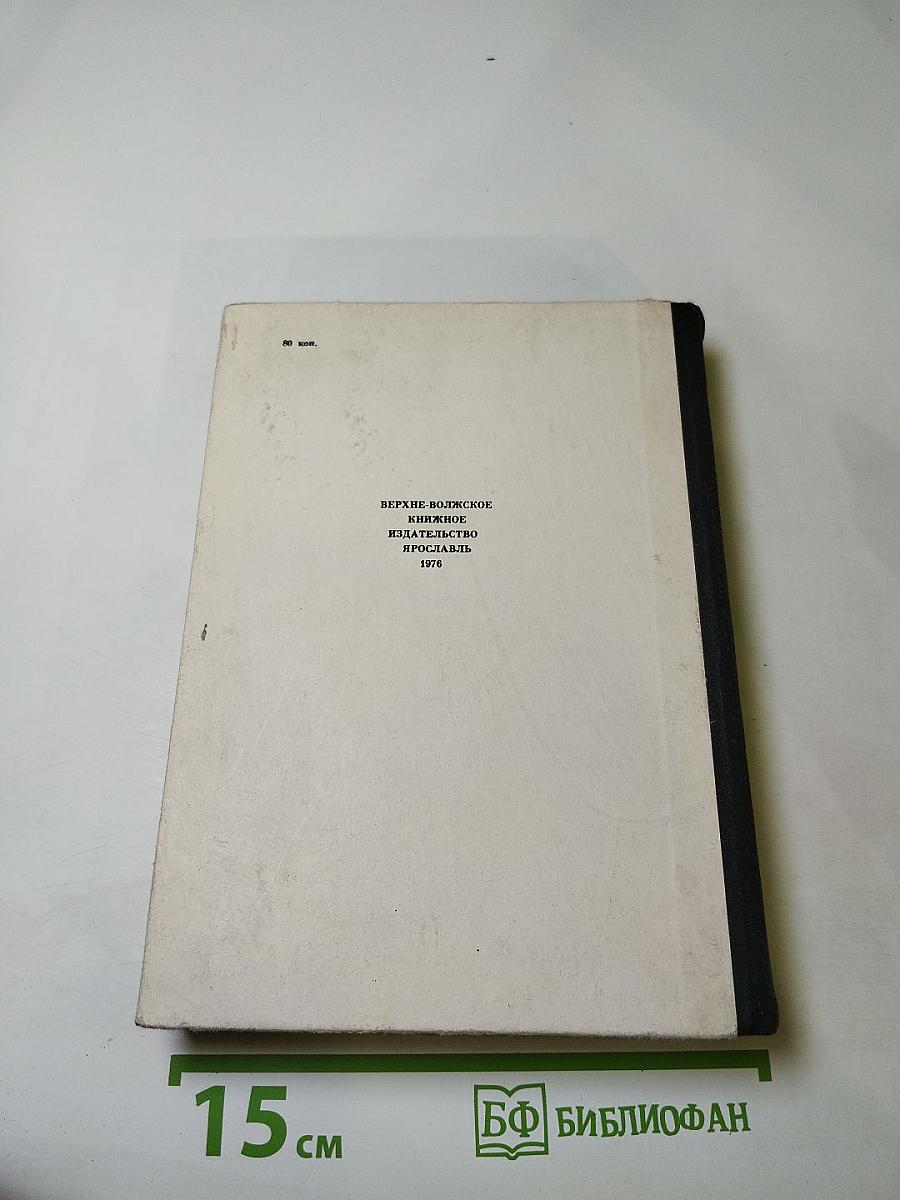 80 коп.
ВЕРХНЕ-ВОЛЖСКОЕ
КНИЖНОЕ
ИЗДАТЕЛЬСТВО
ЯРОСЛАВЛЬ
1976
15 см
БФ БИБЛИОФАН